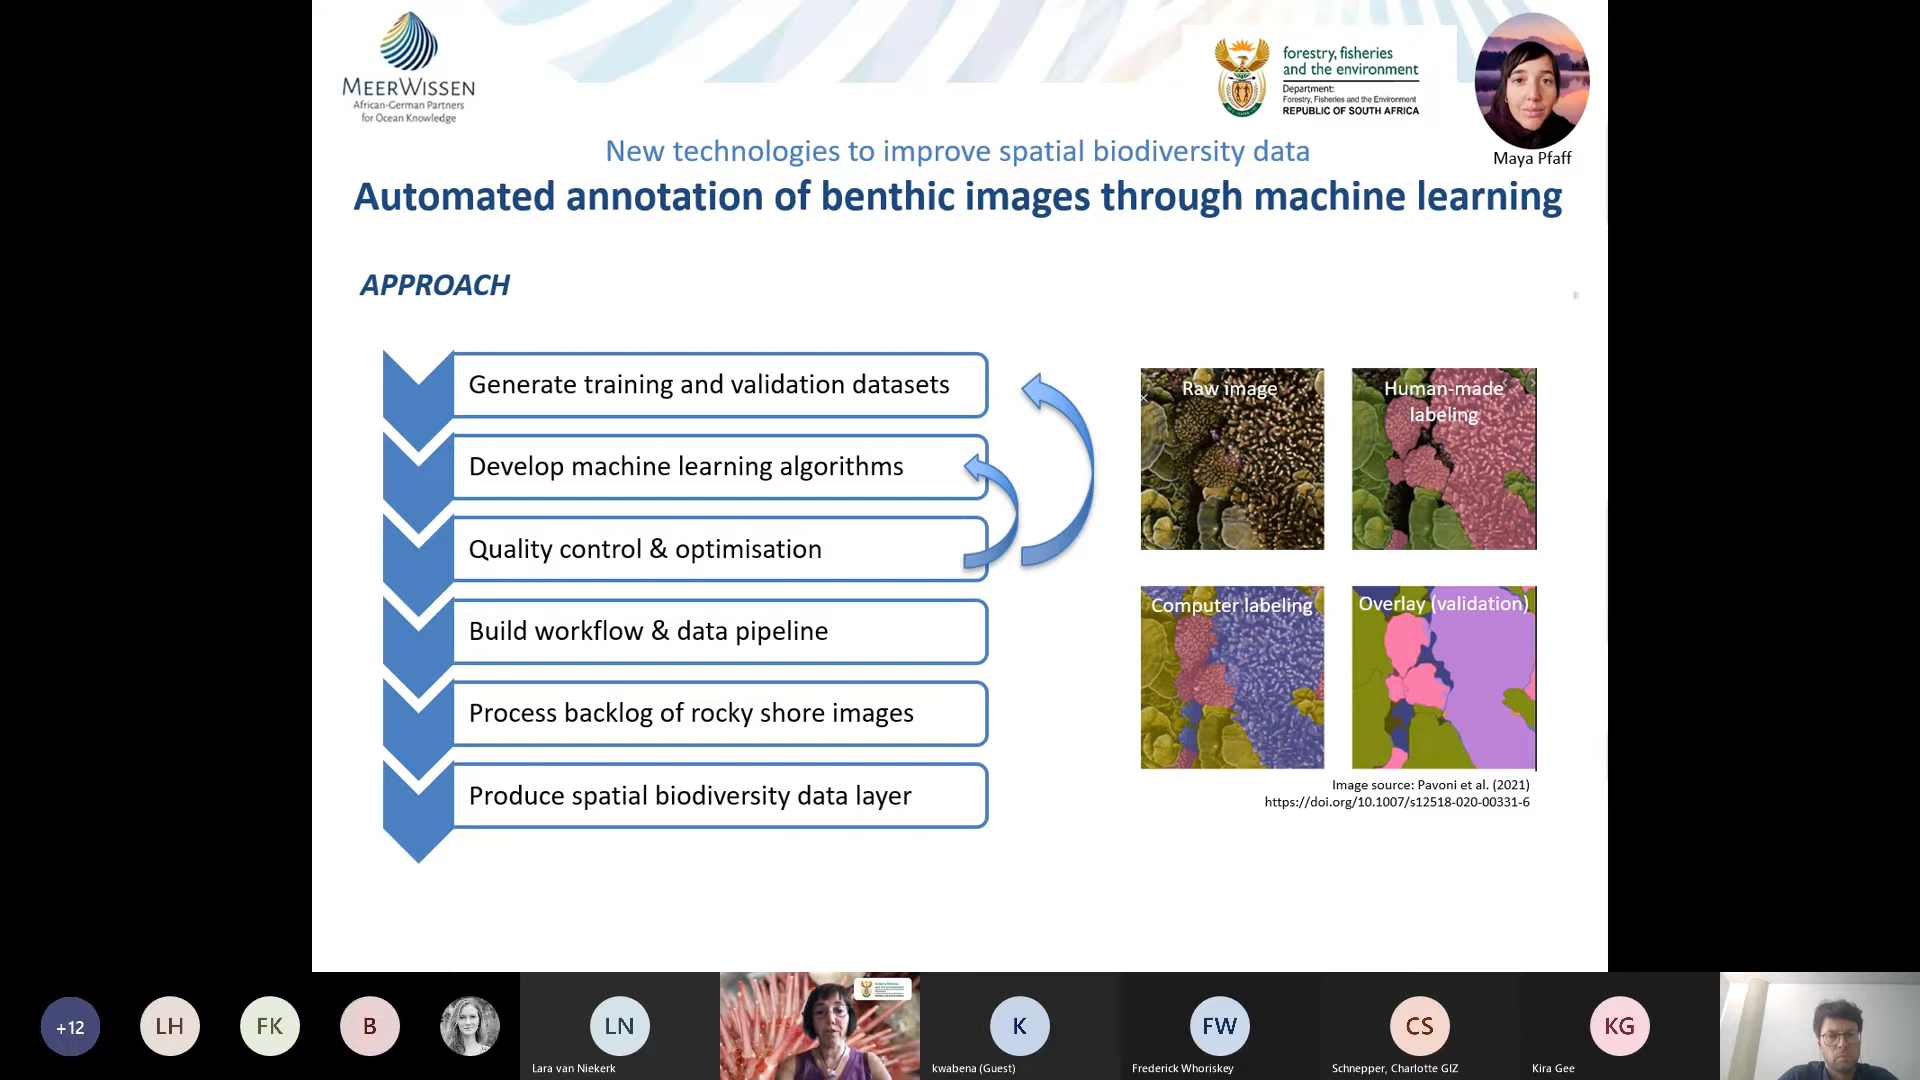 MEERWISSEN
African-German Partners
for Ocean Knowledge
forestry, fisheries
and the environment
Department:
Forestry, Fisheries and the Environment
REPUBLIC OF SOUTH AFRICA
Maya Pfaff
New technologies to improve spatial biodiversity data
Automated annotation of benthic images through machine learning
APPROACH
Generate training and validation datasets
Develop machine learning algorithms
Quality control & optimisation
Build workflow & data pipeline
Process backlog of rocky shore images
Produce spatial biodiversity data layer
Raw image
Human-made
labeling
Computer labeling
Overlay (validation)
Image source: Pavoni et al. (2021)
https://doi.org/10.1007/s12518-020-00331-6
+12
LH
FK
B
LN
Lara van Niekerk
K
kwabena (Guest)
FW
Frederick Whoriskey
CS
Schnepper, Charlotte GIZ
KG
Kira Gee